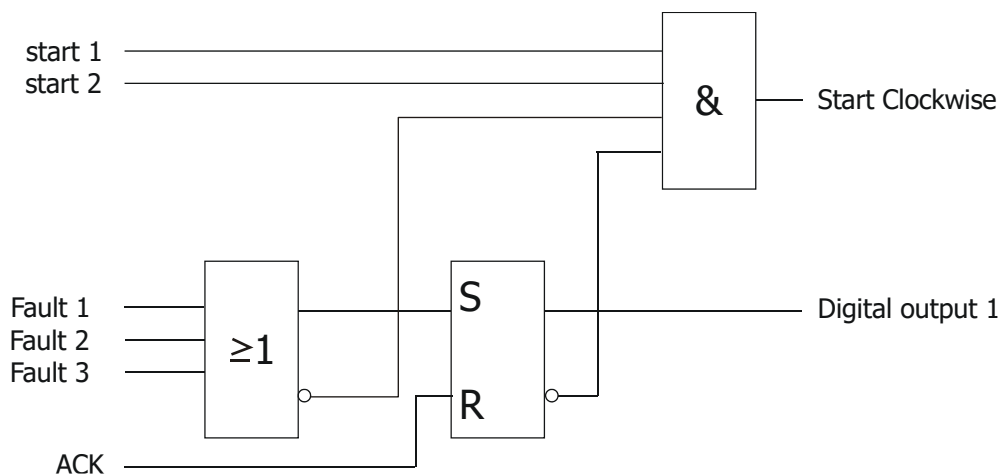 start 1
start 2
&
Start Clockwise
Fault 1
Fault 2
Fault 3
≥1
S
R
Digital output 1
ACK